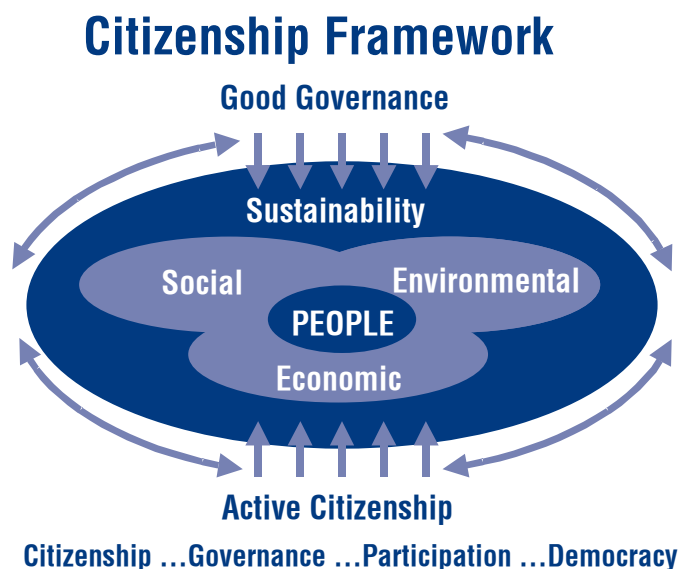 Citizenship Framework
Good Governance
Sustainability
Social
Environmental
PEOPLE
Economic
Active Citizenship
Citizenship ...Governance ...Participation ...Democracy